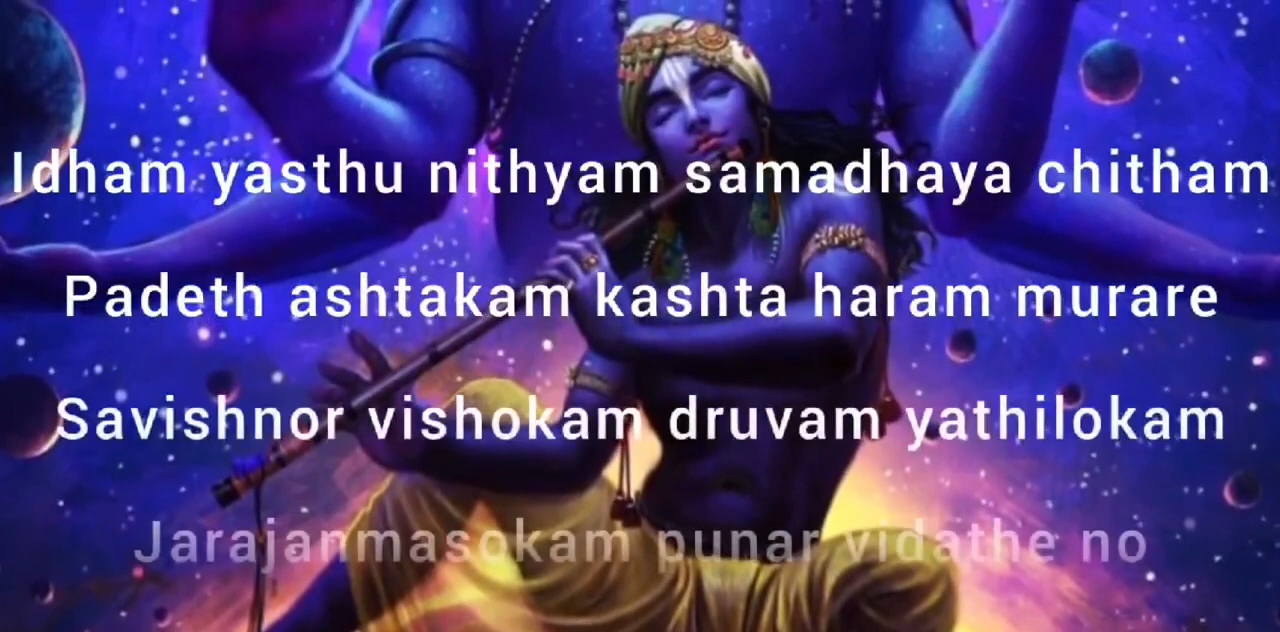 Idham yasthu nithyam samadhaya chitham
Padeth ashtakam kashta haram murare
Savishnor vishokam druvam yathilokam
Jarajanmasokam punar vidathe no